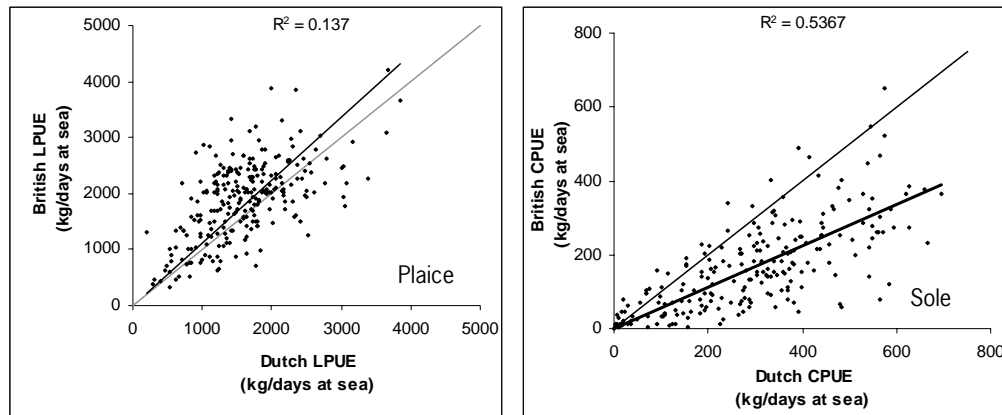 R² = 0.137
5000
4000
3000
2000
1000
0
British LPUE
(kg/days at sea)
Plaice
0 1000 2000 3000 4000 5000
Dutch LPUE
(kg/days at sea)
R² = 0.5367
800
600
400
200
0
British CPUE
(kg/days at sea)
Sole
0 200 400 600 800
Dutch CPUE
(kg/days at sea)